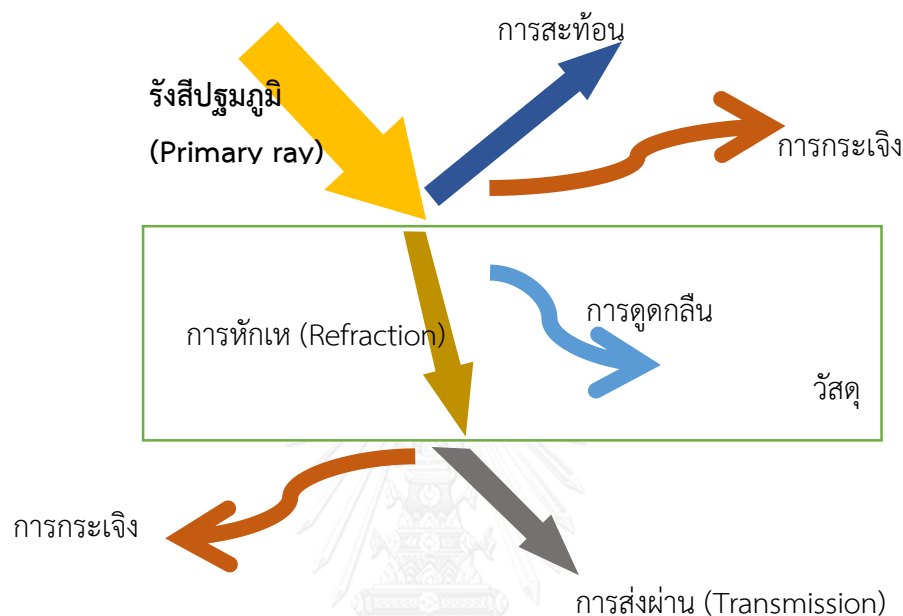 การสะท้อน
รังสีปฐมภูมิ
(Primary ray)
การกระเจิง
การดูดกลืน
การหักเห (Refraction)
วัสดุ
การกระเจิง
การส่งผ่าน (Transmission)